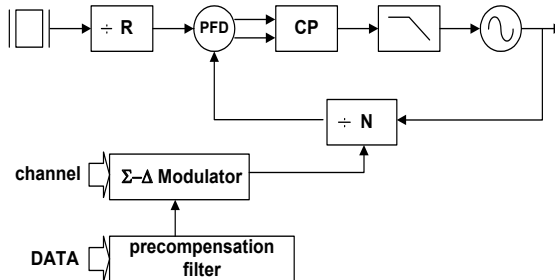 ÷ R
PFD
CP
÷ N
channel
Σ–Δ Modulator
DATA
precompensation
filter